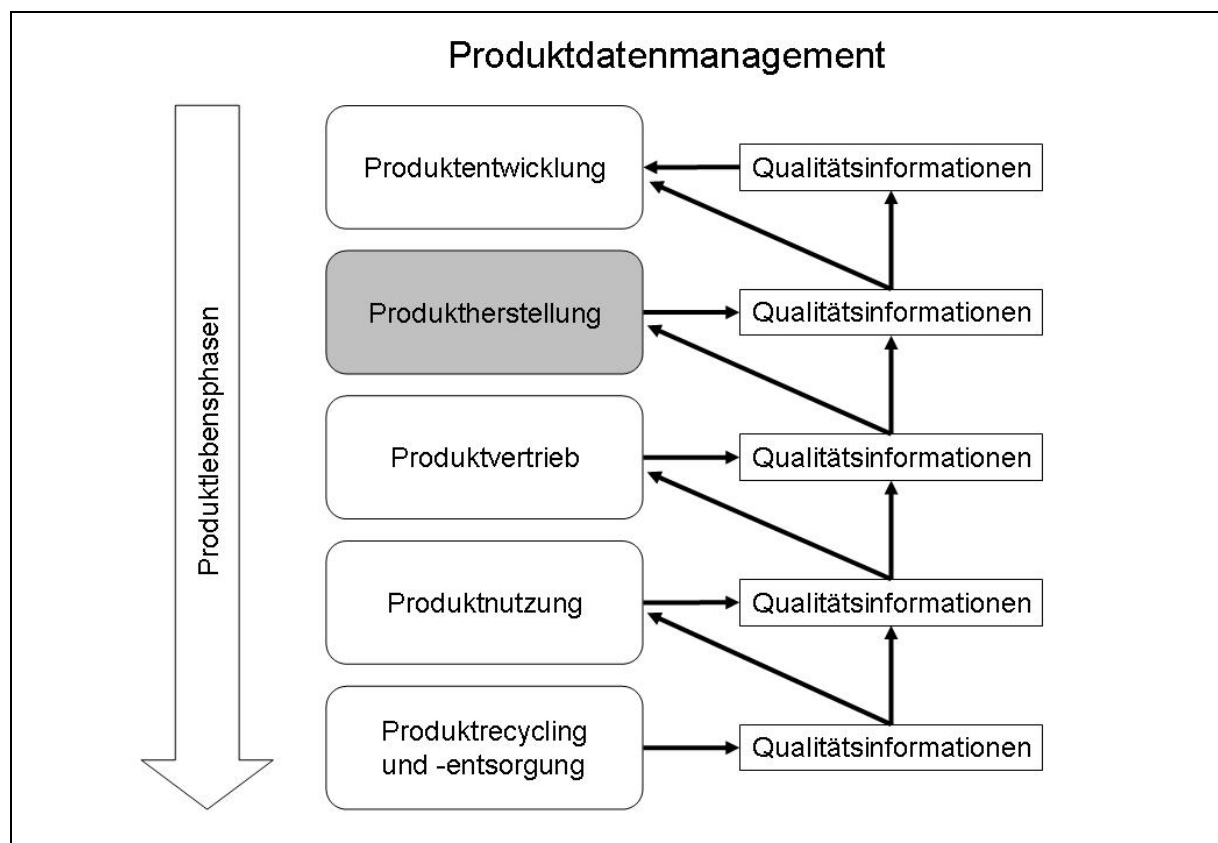 Produktdatenmanagement
Produktlebensphasen
Produktentwicklung
Qualitätsinformationen
Produktherstellung
Qualitätsinformationen
Produktvertrieb
Qualitätsinformationen
Produktnutzung
Qualitätsinformationen
Produktrecycling
und -entsorgung
Qualitätsinformationen